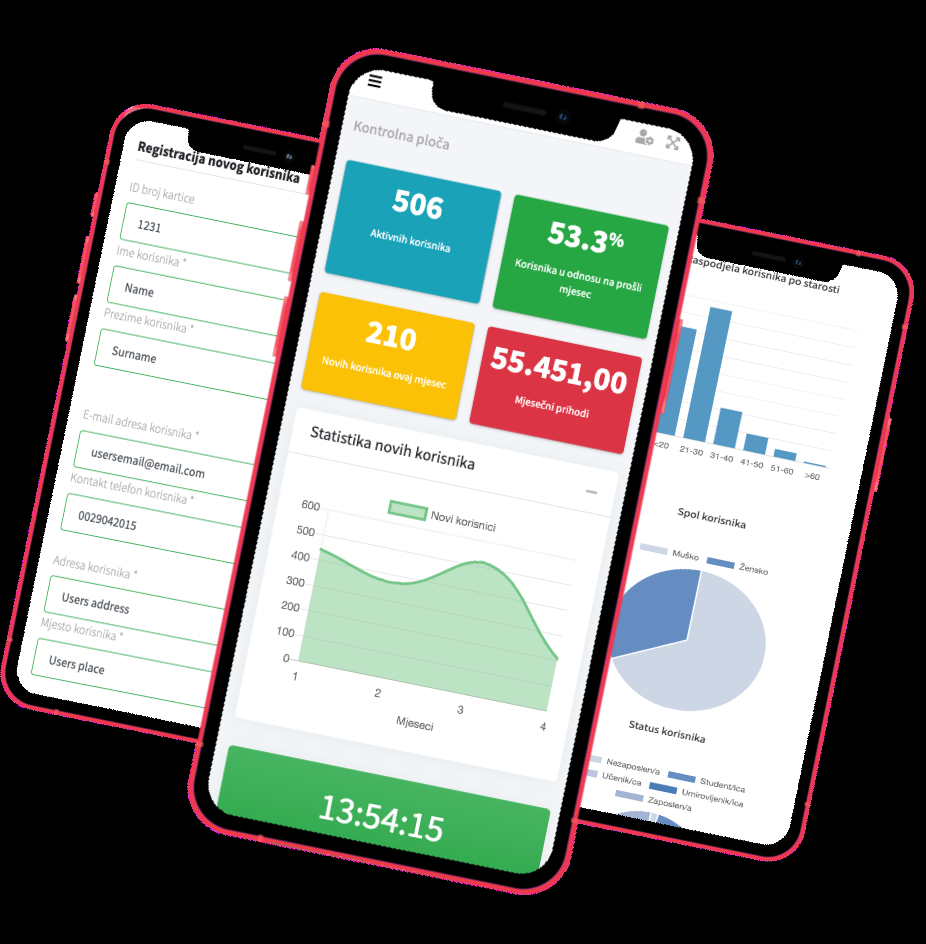 Registracija novog korisnika
ID broj kartice
1231
Ime korisnika *
Name
Prezime korisnika *
Surname
E-mail adresa korisnika *
usersemail@email.com
Kontakt telefon korisnika *
0029042015
Adresa korisnika *
Users address
Mjesto korisnika *
Users place
Kontrolna ploča
506
Aktivnih korisnika
53.3%
Korisnika u odnosu na prošli
mjesec
210
Novih korisnika ovaj mjesec
55.451,00
Mjesečni prihodi
Statistika novih korisnika
Novi korisnici
600
500
400
300
200
100
0
1
2
3
4
Mjeseci
13:54:15
aspodjela korisnika po starosti
<20
21-30
31-40
41-50
51-60
>60
Spol korisnika
Muško
Žensko
Status korisnika
Nezaposlen/a
Student/ica
Učenik/ca
Umirovljenik/ica
Zaposlen/a